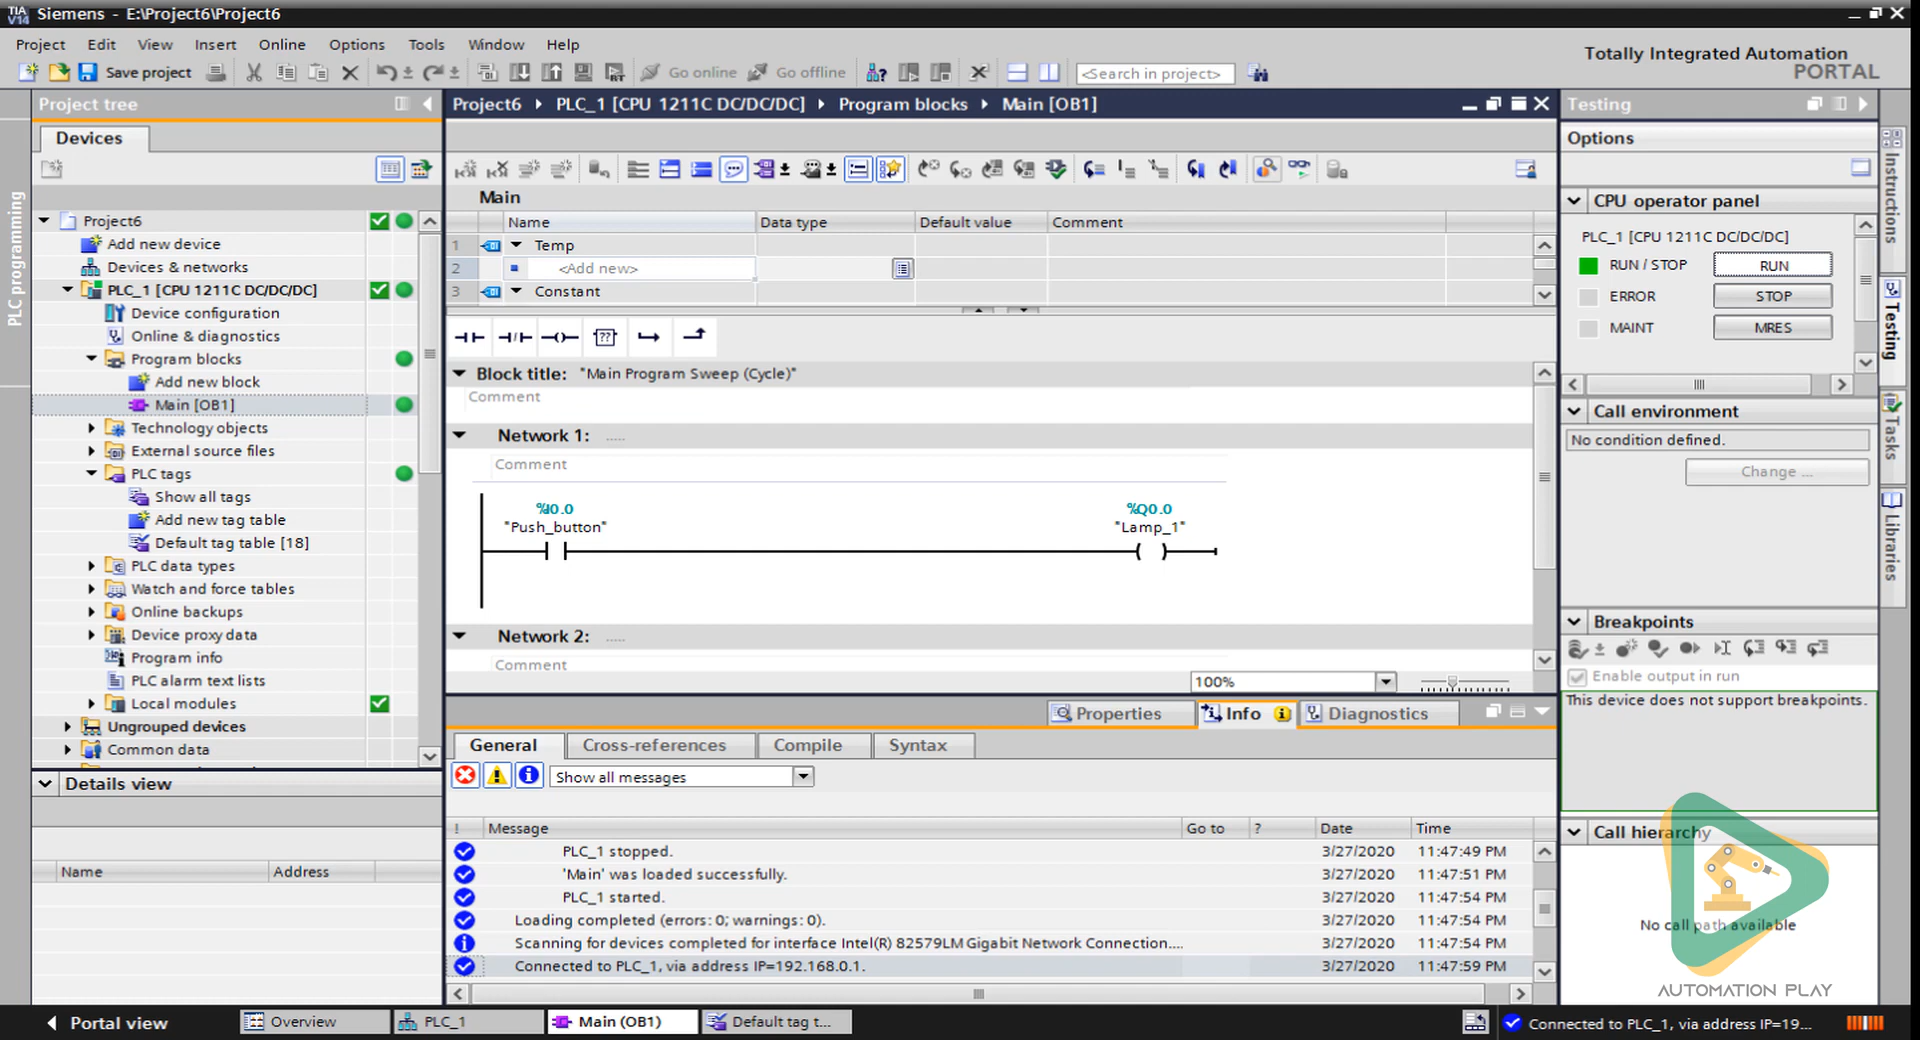 TIA V14 Siemens - E:\Project6\Project6
Project Edit View Insert Online Options Tools Window Help
Totally Integrated Automation
PORTAL
Save project Go online Go offline <Search in project>
Project tree
Devices
PLC programming
Project6
Add new device
Devices & networks
PLC_1 [CPU 1211C DC/DC/DC]
Device configuration
Online & diagnostics
Program blocks
Add new block
Main [OB1]
Technology objects
External source files
PLC tags
Show all tags
Add new tag table
Default tag table [18]
PLC data types
Watch and force tables
Online backups
Device proxy data
Program info
PLC alarm text lists
Local modules
Ungrouped devices
Common data
Details view
Name Address
Project6 PLC_1 [CPU 1211C DC/DC/DC] Program blocks Main [OB1]
Main
Name Data type Default value Comment
1 Temp
2 <Add new>
3 Constant
??
Block title: "Main Program Sweep (Cycle)"
Comment
Network 1: .....
Comment
%I0.0
"Push_button"
%Q0.0
"Lamp_1"
Network 2: .....
Comment
100%
Properties Info Diagnostics
General Cross-references Compile Syntax
Show all messages
! Message Go to ? Date Time
PLC_1 stopped. 3/27/2020 11:47:49 PM
'Main' was loaded successfully. 3/27/2020 11:47:51 PM
PLC_1 started. 3/27/2020 11:47:54 PM
Loading completed (errors: 0; warnings: 0). 3/27/2020 11:47:54 PM
Scanning for devices completed for interface Intel(R) 82579LM Gigabit Network Connection.... 3/27/2020 11:47:54 PM
Connected to PLC_1, via address IP=192.168.0.1. 3/27/2020 11:47:59 PM
Testing
Options
CPU operator panel
PLC_1 [CPU 1211C DC/DC/DC]
RUN / STOP RUN
ERROR STOP
MAINT MRES
Call environment
No condition defined.
Change ...
Breakpoints
Enable output in run
This device does not support breakpoints.
Call hierarchy
No call path available
AUTOMATION PLAY
Instructions
Testing
Tasks
Libraries
Portal view Overview PLC_1 Main (OB1) Default tag t...
Connected to PLC_1, via address IP=19...